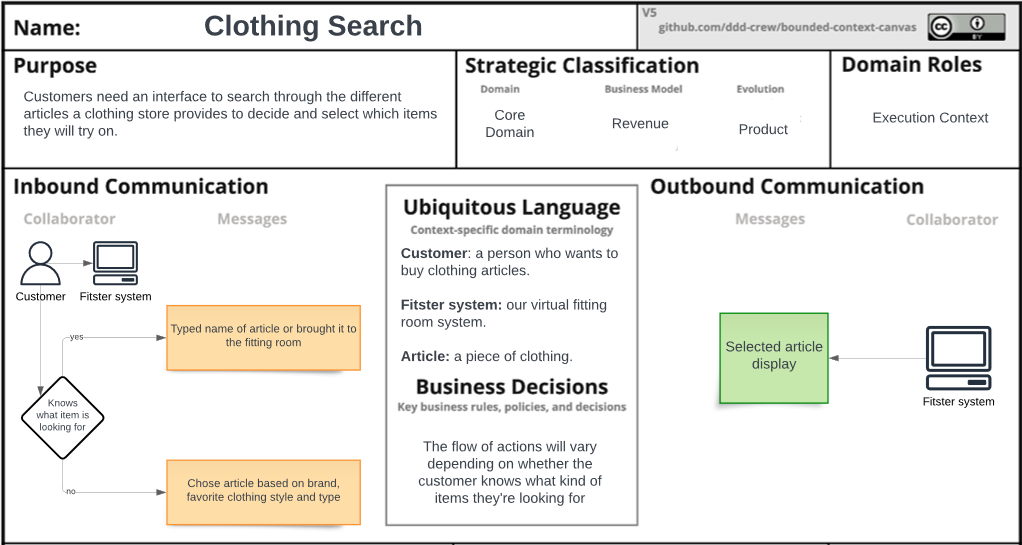 Name:
Clothing Search
V5
github.com/ddd-crew/bounded-context-canvas
cc
BY
Purpose
Customers need an interface to search through the different
articles a clothing store provides to decide and select which items
they will try on.
Strategic Classification
Domain
Business Model
Evolution
Core
Domain
Revenue
Product
Domain Roles
Execution Context
Inbound Communication
Collaborator
Messages
Customer
Fitster system
yes
Typed name of article or brought it to
the fitting room
Knows
what item is
looking for
no
Chose article based on brand,
favorite clothing style and type
Ubiquitous Language
Context-specific domain terminology
Customer: a person who wants to
buy clothing articles.
Fitster system: our virtual fitting
room system.
Article: a piece of clothing.
Business Decisions
Key business rules, policies, and decisions
The flow of actions will vary
depending on whether the
customer knows what kind of
items they're looking for
Outbound Communication
Messages
Collaborator
Selected article
display
Fitster system